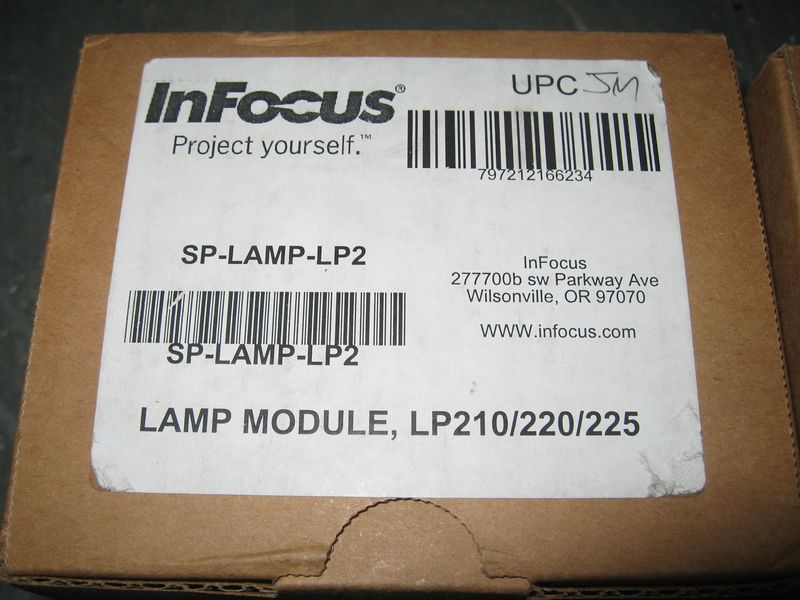 InFocus®
Project yourself.™
UPC JM
797212166234
SP-LAMP-LP2
SP-LAMP-LP2
InFocus
277700b sw Parkway Ave
Wilsonville, OR 97070
WWW.infocus.com
LAMP MODULE, LP210/220/225